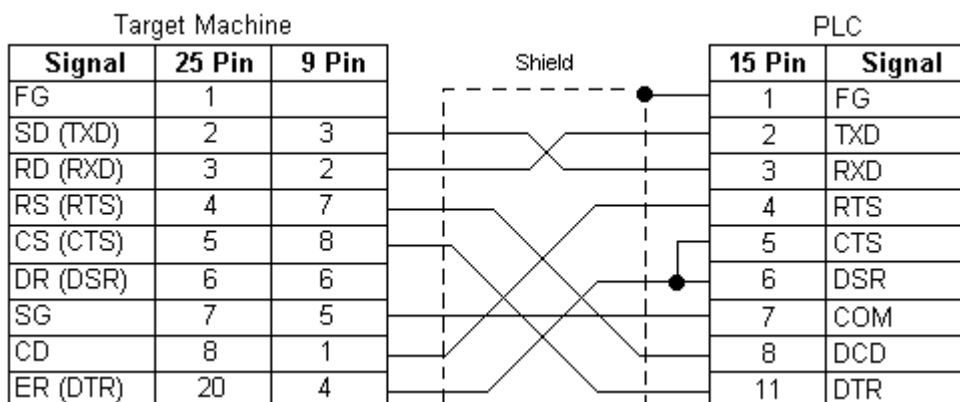 Target Machine PLC
Signal 25 Pin 9 Pin Shield 15 Pin Signal
FG 1 1 FG
SD (TXD) 2 3 2 TXD
RD (RXD) 3 2 3 RXD
RS (RTS) 4 7 4 RTS
CS (CTS) 5 8 5 CTS
DR (DSR) 6 6 6 DSR
SG 7 5 7 COM
CD 8 1 8 DCD
ER (DTR) 20 4 11 DTR